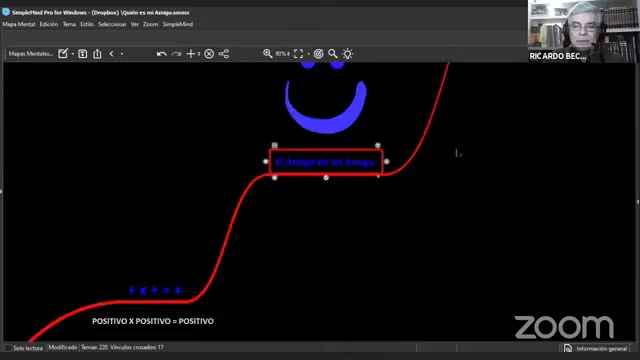 SimpleMind Pro for Windows - (Dropbox) \Quién es mi Amigo.smmx
Mapa Mental Edición Tema Estilo Seleccionar Ver Zoom SimpleMind
Mapas Mentales...
80%
RICARDO BEC...
El Amigo de mi Amigo
+ x + = +
POSITIVO X POSITIVO = POSITIVO
zoom
Solo lectura Modificado Temas: 220 Vínculos cruzados: 17 Información general